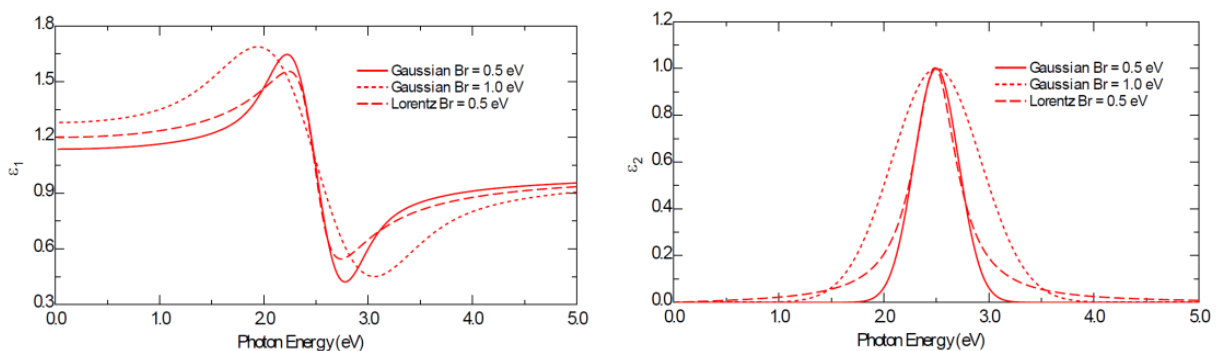 1.8
1.5
1.2
0.9
0.6
0.3
ε1
Gaussian Br = 0.5 eV
Gaussian Br = 1.0 eV
Lorentz Br = 0.5 eV
0.0 1.0 2.0 3.0 4.0 5.0
Photon Energy (eV)
1.2
1.0
0.8
0.6
0.4
0.2
0.0
ε2
Gaussian Br = 0.5 eV
Gaussian Br = 1.0 eV
Lorentz Br = 0.5 eV
0.0 1.0 2.0 3.0 4.0 5.0
Photon Energy (eV)